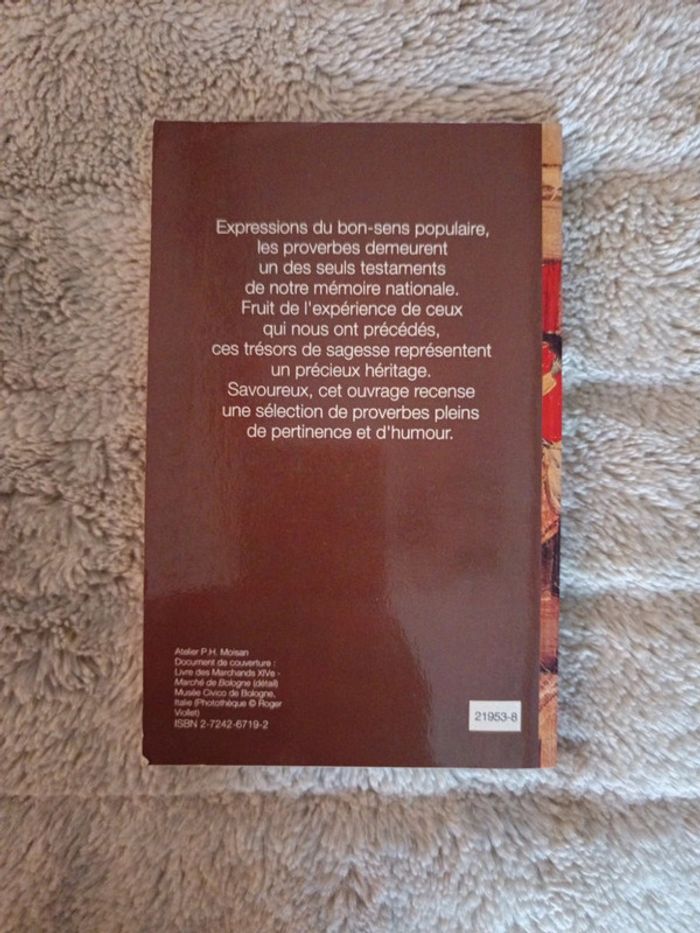 Expressions du bon-sens populaire,
les proverbes demeurent
un des seuls testaments
de notre mémoire nationale.
Fruit de l'expérience de ceux
qui nous ont précédés,
ces trésors de sagesse représentent
un précieux héritage.
Savoureux, cet ouvrage recense
une sélection de proverbes pleins
de pertinence et d'humour.
Atelier P.H. Moisan
Document de couverture :
Livre des Marchands XIVe -
Marché de Bologne (détail)
Musée Civico de Bologne,
Italie (Photothèque © Roger
Viollet)
ISBN 2-7242-6719-2
21953-8